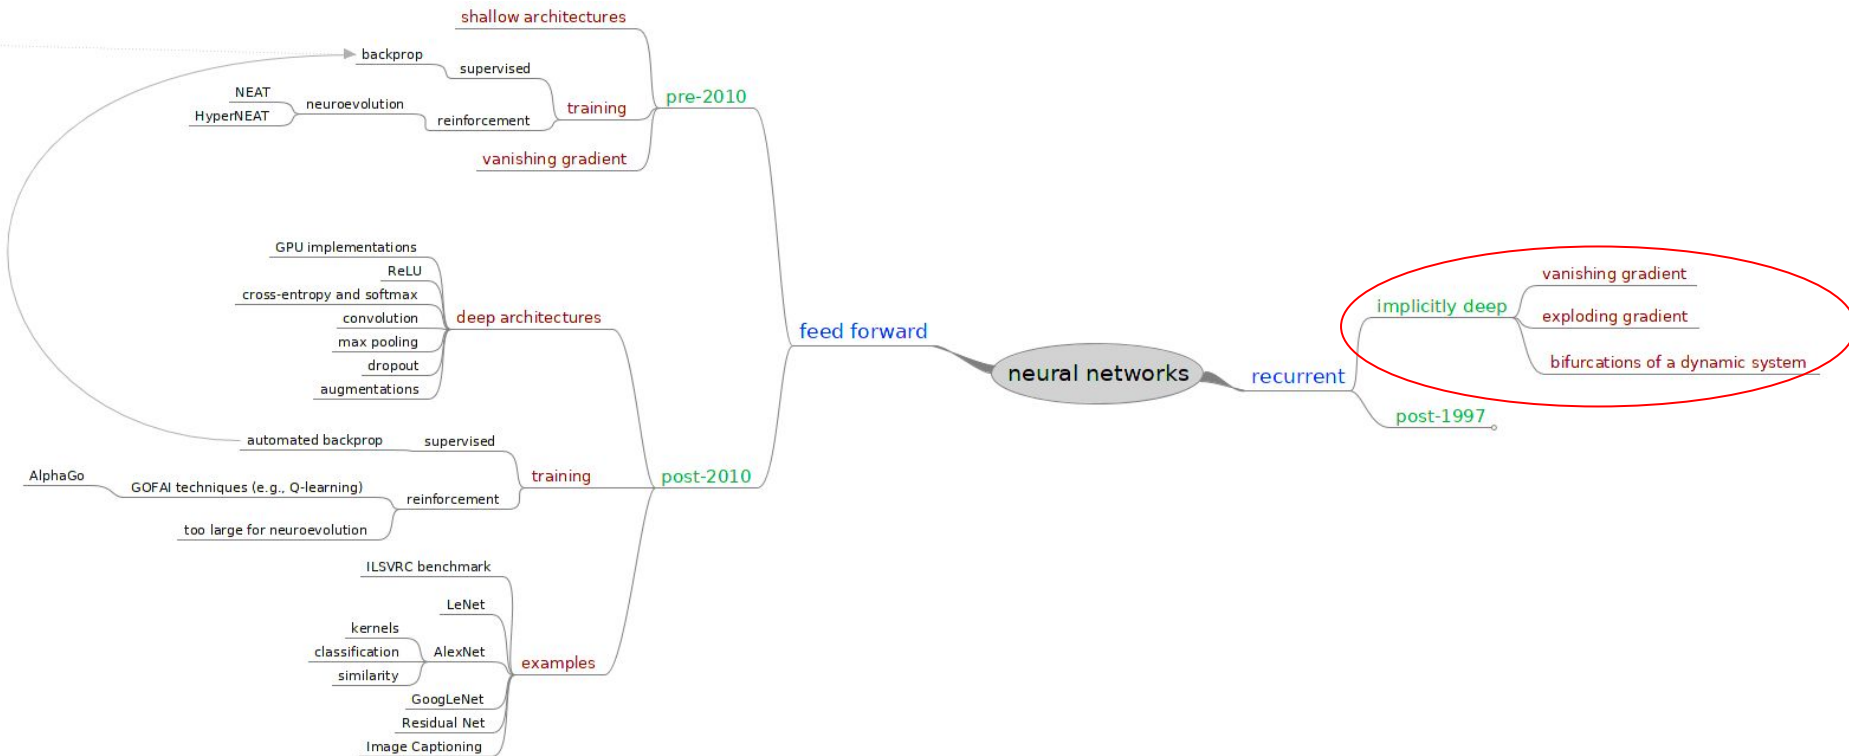 shallow architectures
backprop
supervised
NEAT
HyperNEAT
neuroevolution
reinforcement
training
pre-2010
vanishing gradient
GPU implementations
ReLU
cross-entropy and softmax
convolution
max pooling
dropout
augmentations
deep architectures
feed forward
automated backprop
supervised
AlphaGo
GOFAI techniques (e.g., Q-learning)
too large for neuroevolution
reinforcement
training
post-2010
ILSVRC benchmark
LeNet
kernels
classification
similarity
AlexNet
GoogLeNet
Residual Net
Image Captioning
examples
neural networks
recurrent
implicitly deep
vanishing gradient
exploding gradient
bifurcations of a dynamic system
post-1997